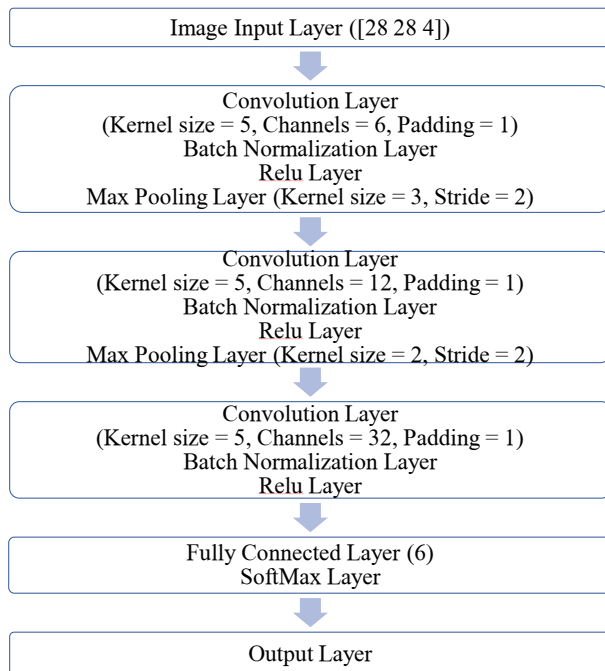 Image Input Layer ([28 28 4])
Convolution Layer
(Kernel size = 5, Channels = 6, Padding = 1)
Batch Normalization Layer
Relu Layer
Max Pooling Layer (Kernel size = 3, Stride = 2)
Convolution Layer
(Kernel size = 5, Channels = 12, Padding = 1)
Batch Normalization Layer
Relu Layer
Max Pooling Layer (Kernel size = 2, Stride = 2)
Convolution Layer
(Kernel size = 5, Channels = 32, Padding = 1)
Batch Normalization Layer
Relu Layer
Fully Connected Layer (6)
SoftMax Layer
Output Layer